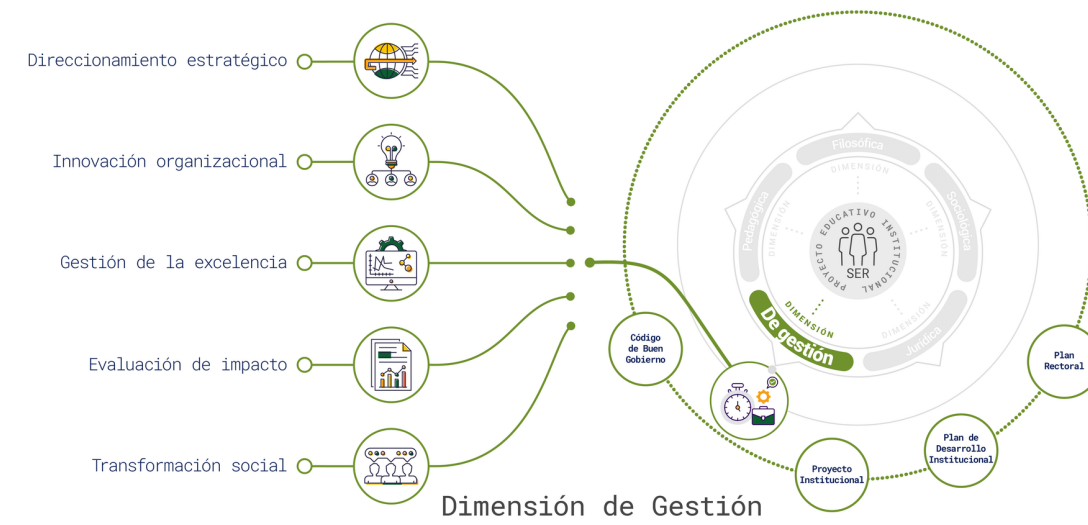 Direccionamiento estratégico
Innovación organizacional
Gestión de la excelencia
Evaluación de impacto
Transformación social
Filosófica
DIMENSIÓN
Pedagógica
DIMENSIÓN
Sociológica
DIMENSIÓN
PROYECTO EDUCATIVO INSTITUCIONAL
SER
DIMENSIÓN
De gestión
DIMENSIÓN
Jurídica
Código
de Buen
Gobierno
Plan
Rectoral
Plan de
Desarrollo
Institucional
Proyecto
Institucional
Dimensión de Gestión